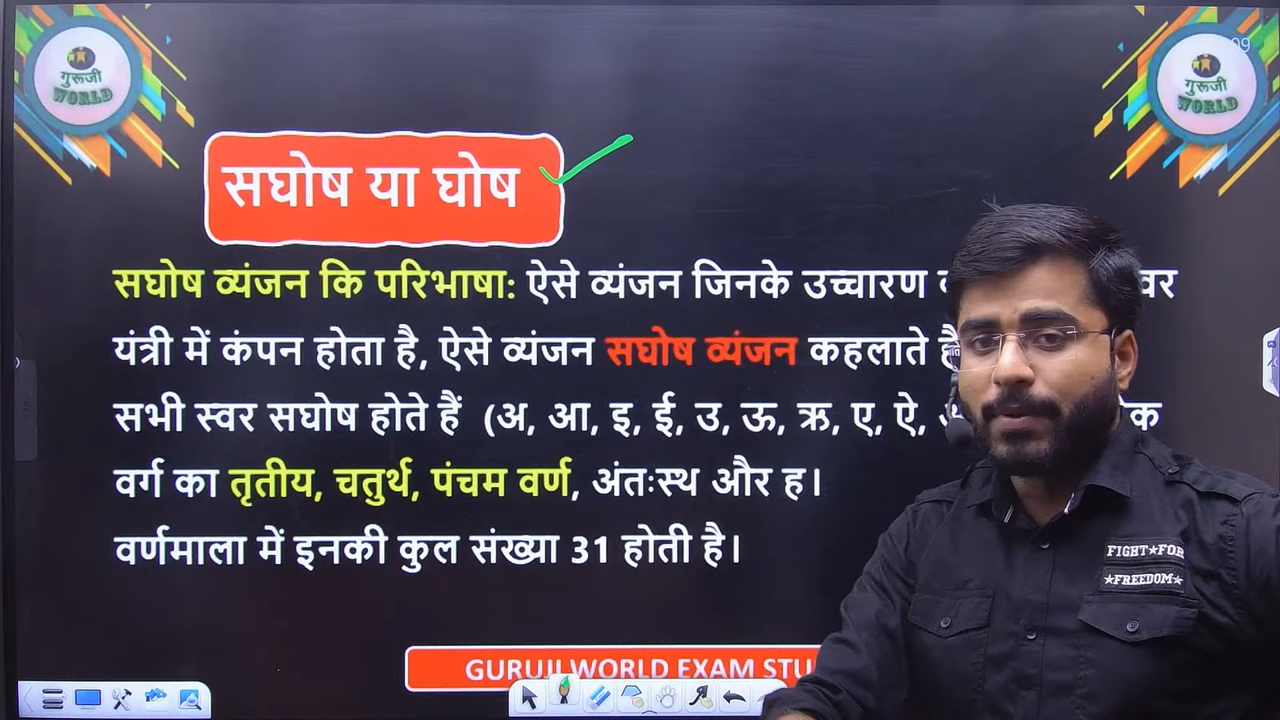 गुरूजी
WORLD
09
गुरूजी
WORLD
सघोष या घोष
सघोष व्यंजन कि परिभाषा: ऐसे व्यंजन जिनके उच्चारण
यंत्री में कंपन होता है, ऐसे व्यंजन सघोष व्यंजन कहलाते
सभी स्वर सघोष होते हैं (अ, आ, इ, ई, उ, ऊ, ऋ, ए, ऐ,
वर्ग का तृतीय, चतुर्थ, पंचम वर्ण, अंतःस्थ और ह।
वर्णमाला में इनकी कुल संख्या 31 होती है।
FIGHT★FOR
★FREEDOM★
GURUJI WORLD EXAM